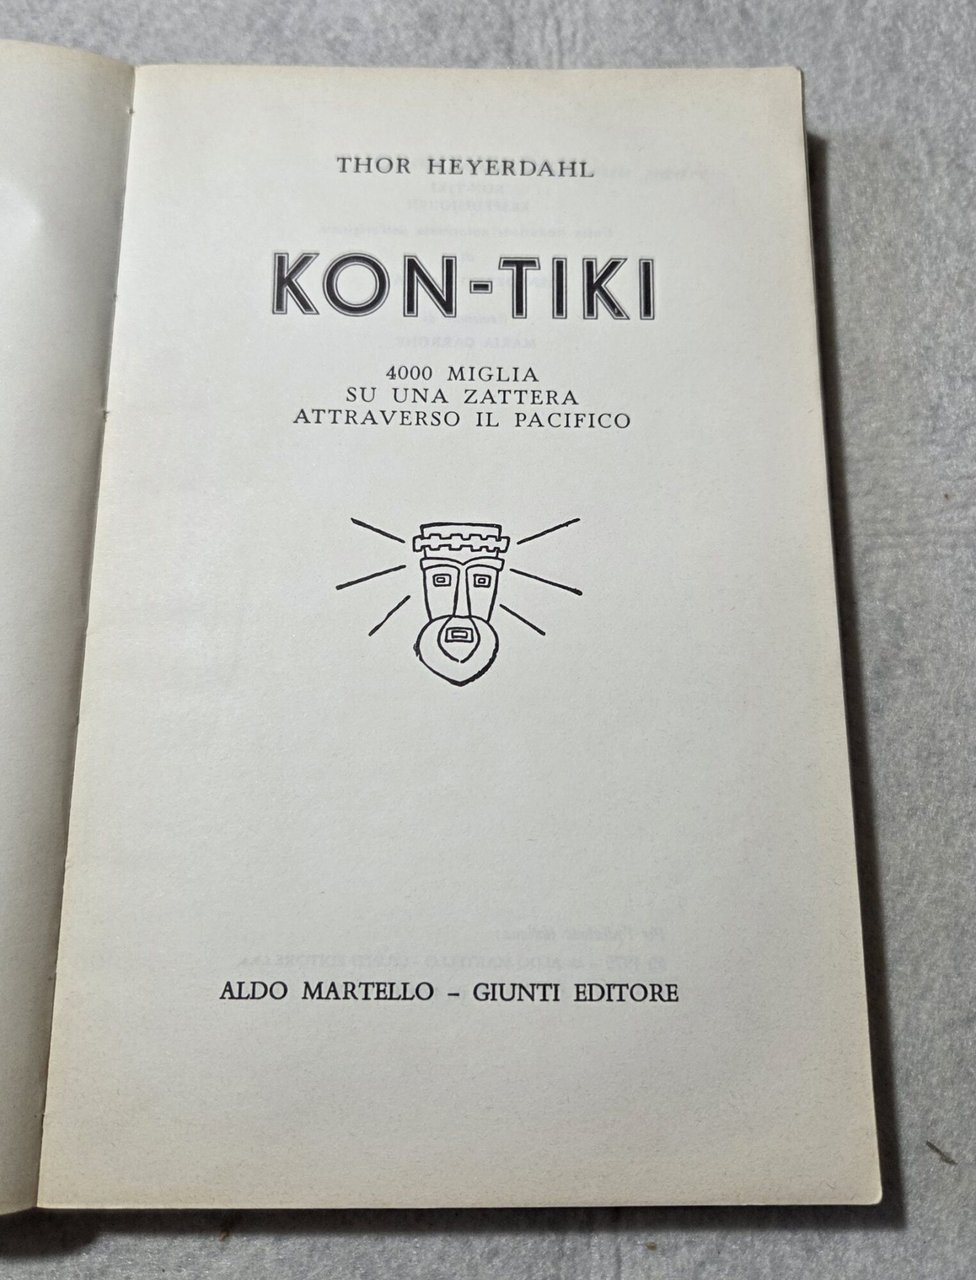 THOR HEYERDAHL
KON-TIKI
4000 MIGLIA
SU UNA ZATTERA
ATTRAVERSO IL PACIFICO
ALDO MARTELLO – GIUNTI EDITORE